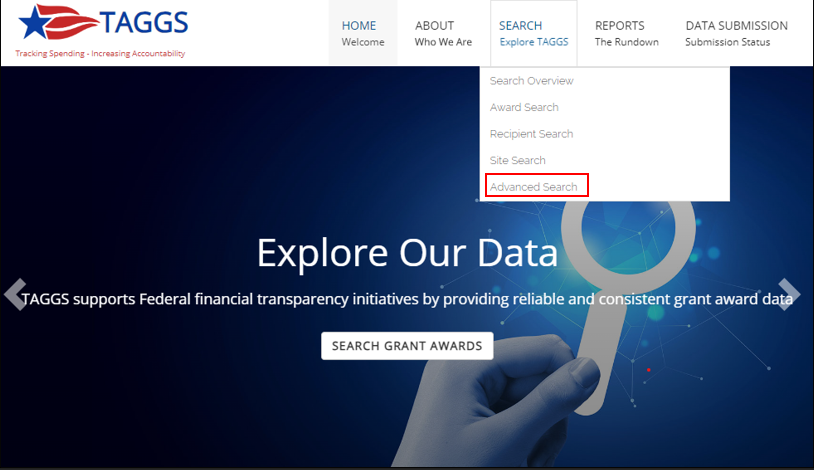 TAGGS
Tracking Spending - Increasing Accountability
HOME
Welcome
ABOUT
Who We Are
SEARCH
Explore TAGGS
REPORTS
The Rundown
DATA SUBMISSION
Submission Status
Search Overview
Award Search
Recipient Search
Site Search
Advanced Search
Explore Our Data
TAGGS supports Federal financial transparency initiatives by providing reliable and consistent grant award data
SEARCH GRANT AWARDS